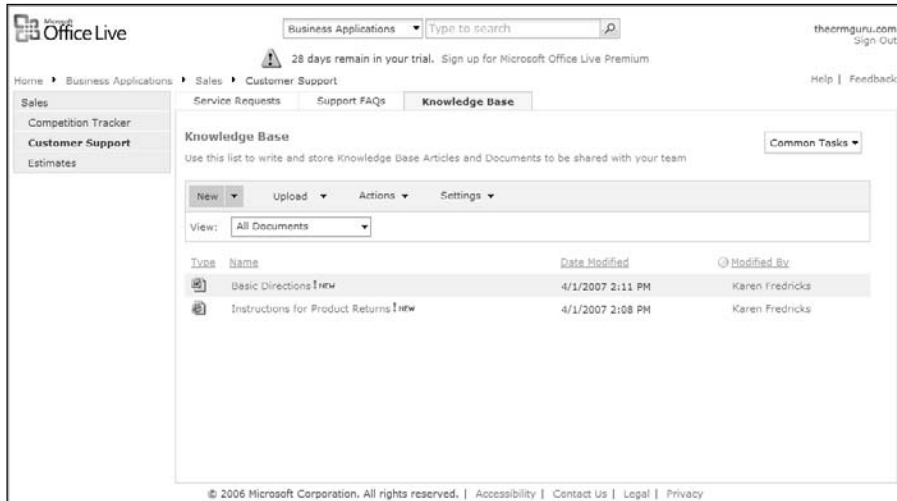 Microsoft
Office Live
Business Applications Type to search
thecrmguru.com
Sign Out
28 days remain in your trial. Sign up for Microsoft Office Live Premium
Home Business Applications Sales Customer Support
Help | Feedback
Sales
Competition Tracker
Customer Support
Estimates
Service Requests Support FAQs Knowledge Base
Knowledge Base
Common Tasks
Use this list to write and store Knowledge Base Articles and Documents to be shared with your team
New Upload Actions Settings
View: All Documents
Type Name Date Modified Modified By
Basic Directions ! NEW 4/1/2007 2:11 PM Karen Fredricks
Instructions for Product Returns ! NEW 4/1/2007 2:08 PM Karen Fredricks
© 2006 Microsoft Corporation. All rights reserved. | Accessibility | Contact Us | Legal | Privacy